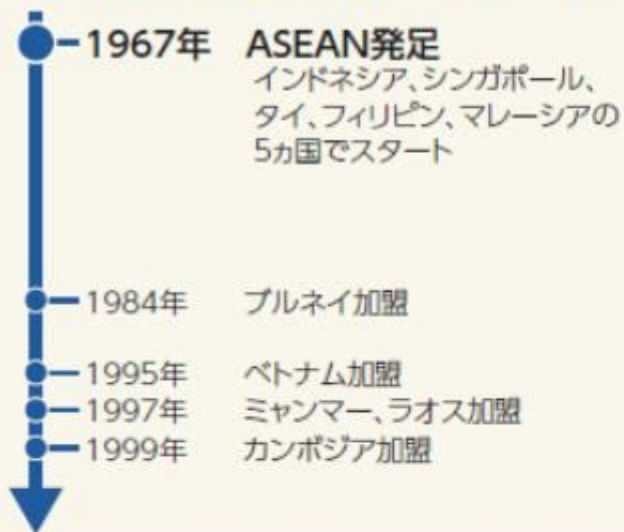 1967年 ASEAN発足
インドネシア、シンガポール、
タイ、フィリピン、マレーシアの
5ヵ国でスタート
1984年 ブルネイ加盟
1995年 ベトナム加盟
1997年 ミャンマー、ラオス加盟
1999年 カンボジア加盟